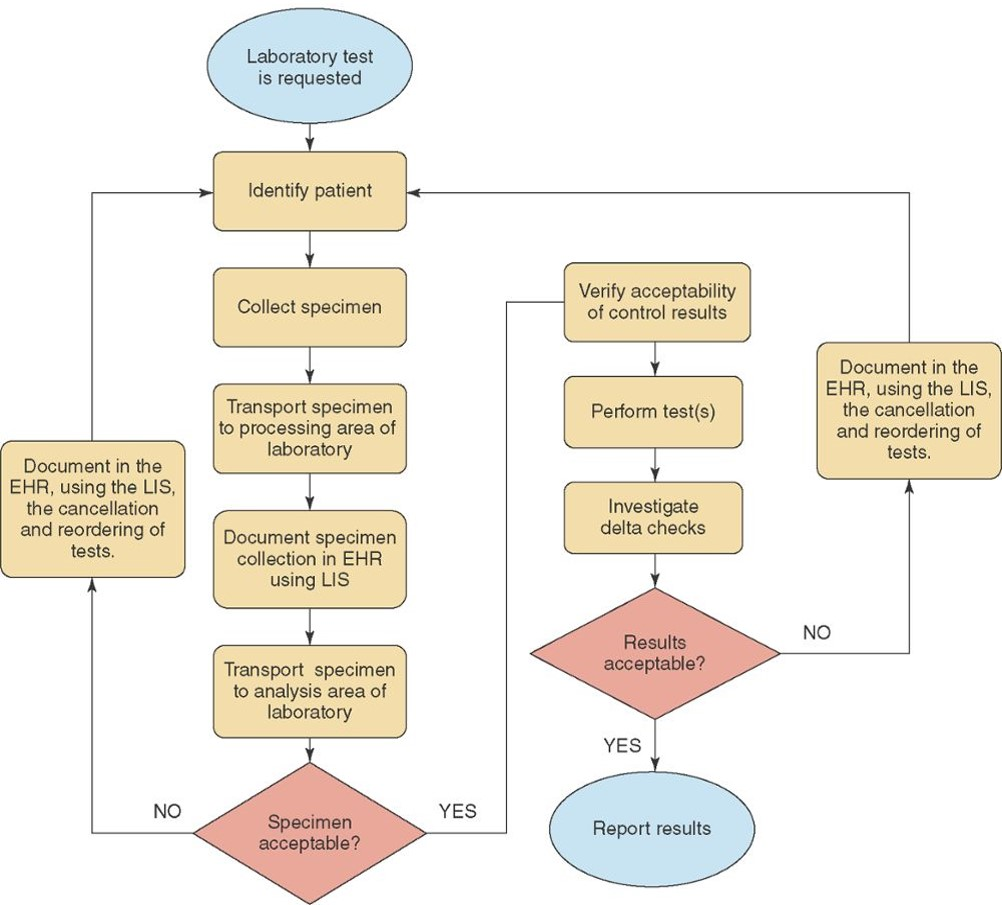 Laboratory test
is requested
Identify patient
Collect specimen
Transport specimen
to processing area of
laboratory
Document specimen
collection in EHR
using LIS
Transport specimen
to analysis area of
laboratory
Specimen
acceptable?
NO
Document in the
EHR, using the LIS,
the cancellation
and reordering of
tests.
YES
Verify acceptability
of control results
Perform test(s)
Investigate
delta checks
Results
acceptable?
NO
Document in the
EHR, using the LIS,
the cancellation
and reordering of
tests.
YES
Report results